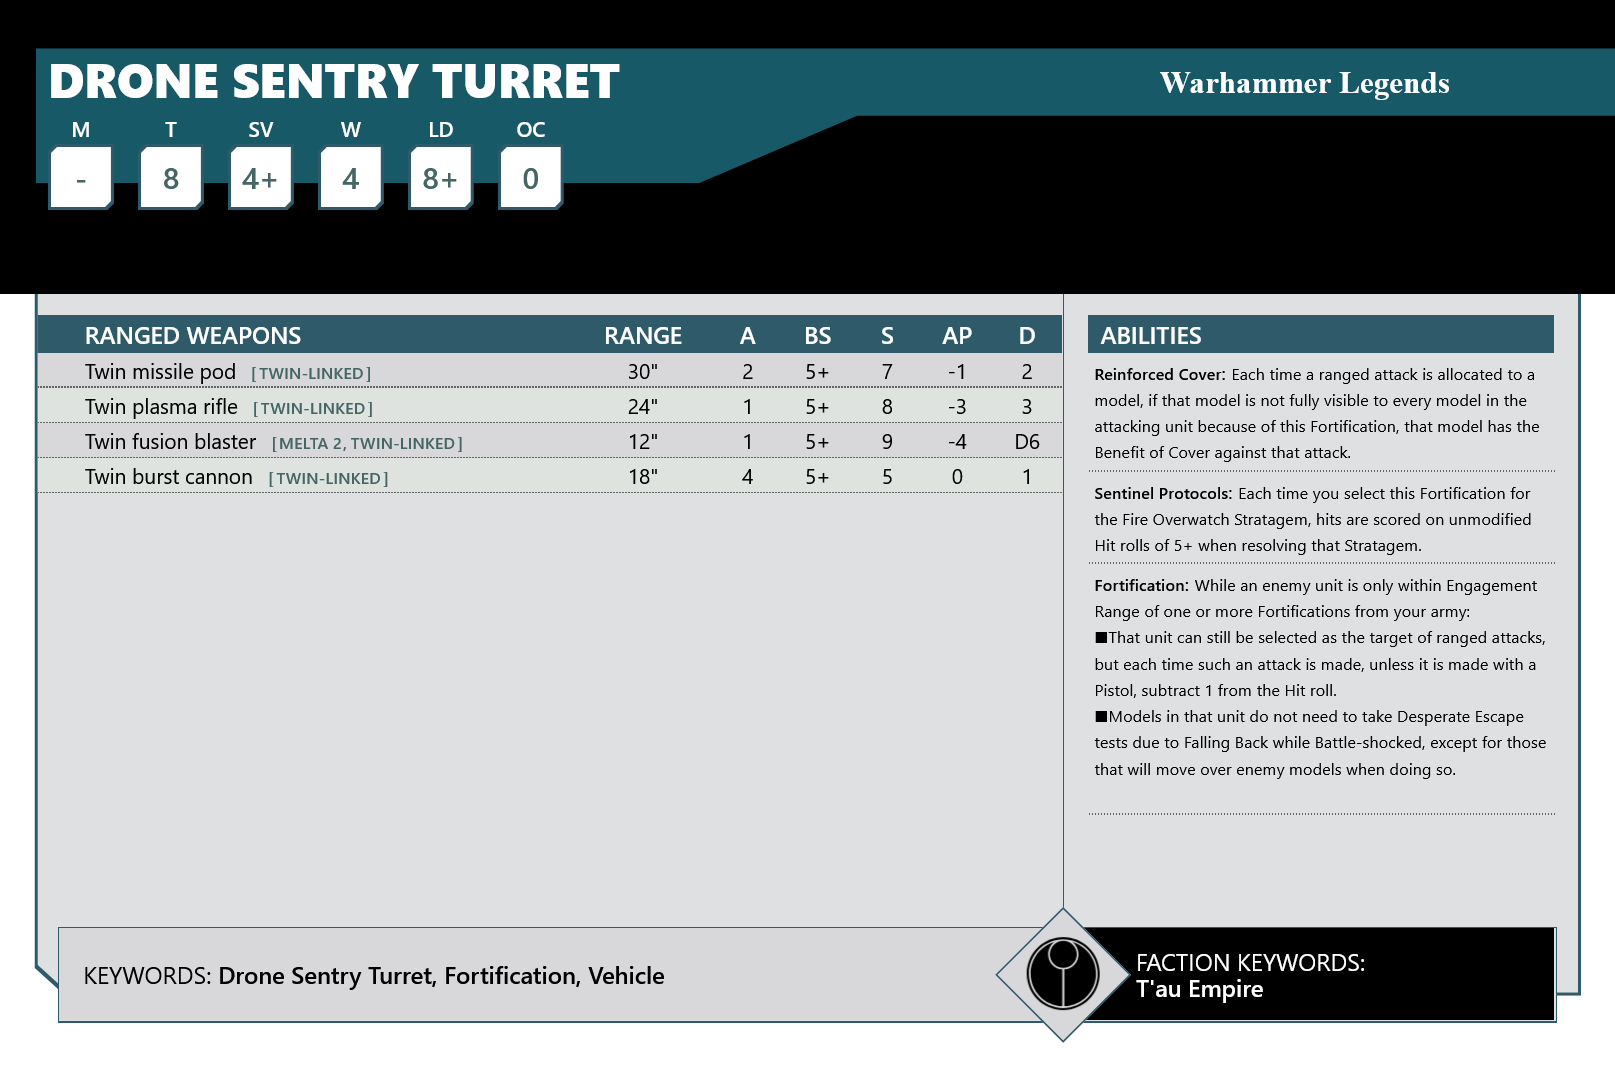 DRONE SENTRY TURRET
Warhammer Legends
M T SV W LD OC
- 8 4+ 4 8+ 0
RANGED WEAPONS RANGE A BS S AP D
Twin missile pod [TWIN-LINKED] 30" 2 5+ 7 -1 2
Twin plasma rifle [TWIN-LINKED] 24" 1 5+ 8 -3 3
Twin fusion blaster [MELTA 2, TWIN-LINKED] 12" 1 5+ 9 -4 D6
Twin burst cannon [TWIN-LINKED] 18" 4 5+ 5 0 1
ABILITIES
Reinforced Cover: Each time a ranged attack is allocated to a
model, if that model is not fully visible to every model in the
attacking unit because of this Fortification, that model has the
Benefit of Cover against that attack.
Sentinel Protocols: Each time you select this Fortification for
the Fire Overwatch Stratagem, hits are scored on unmodified
Hit rolls of 5+ when resolving that Stratagem.
Fortification: While an enemy unit is only within Engagement
Range of one or more Fortifications from your army:
■That unit can still be selected as the target of ranged attacks,
but each time such an attack is made, unless it is made with a
Pistol, subtract 1 from the Hit roll.
■Models in that unit do not need to take Desperate Escape
tests due to Falling Back while Battle-shocked, except for those
that will move over enemy models when doing so.
KEYWORDS: Drone Sentry Turret, Fortification, Vehicle
FACTION KEYWORDS:
T'au Empire